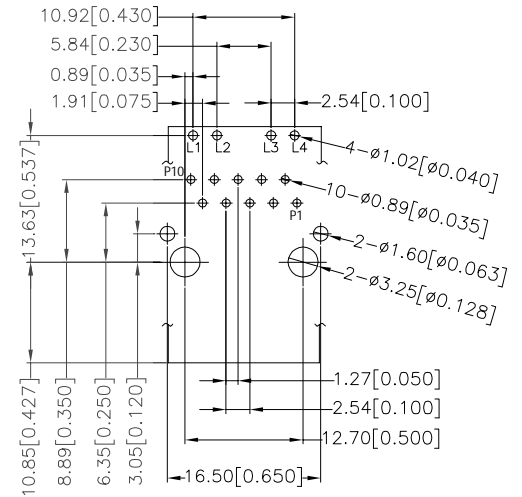 10.92[0.430]
5.84[0.230]
0.89[0.035]
1.91[0.075]
2.54[0.100]
L1 L2 L3 L4
4-ø1.02[ø0.040]
P10
10-ø0.89[ø0.035]
P1
2-ø1.60[ø0.063]
2-ø3.25[ø0.128]
13.63[0.537]
10.85[0.427]
8.89[0.350]
6.35[0.250]
3.05[0.120]
1.27[0.050]
2.54[0.100]
12.70[0.500]
16.50[0.650]